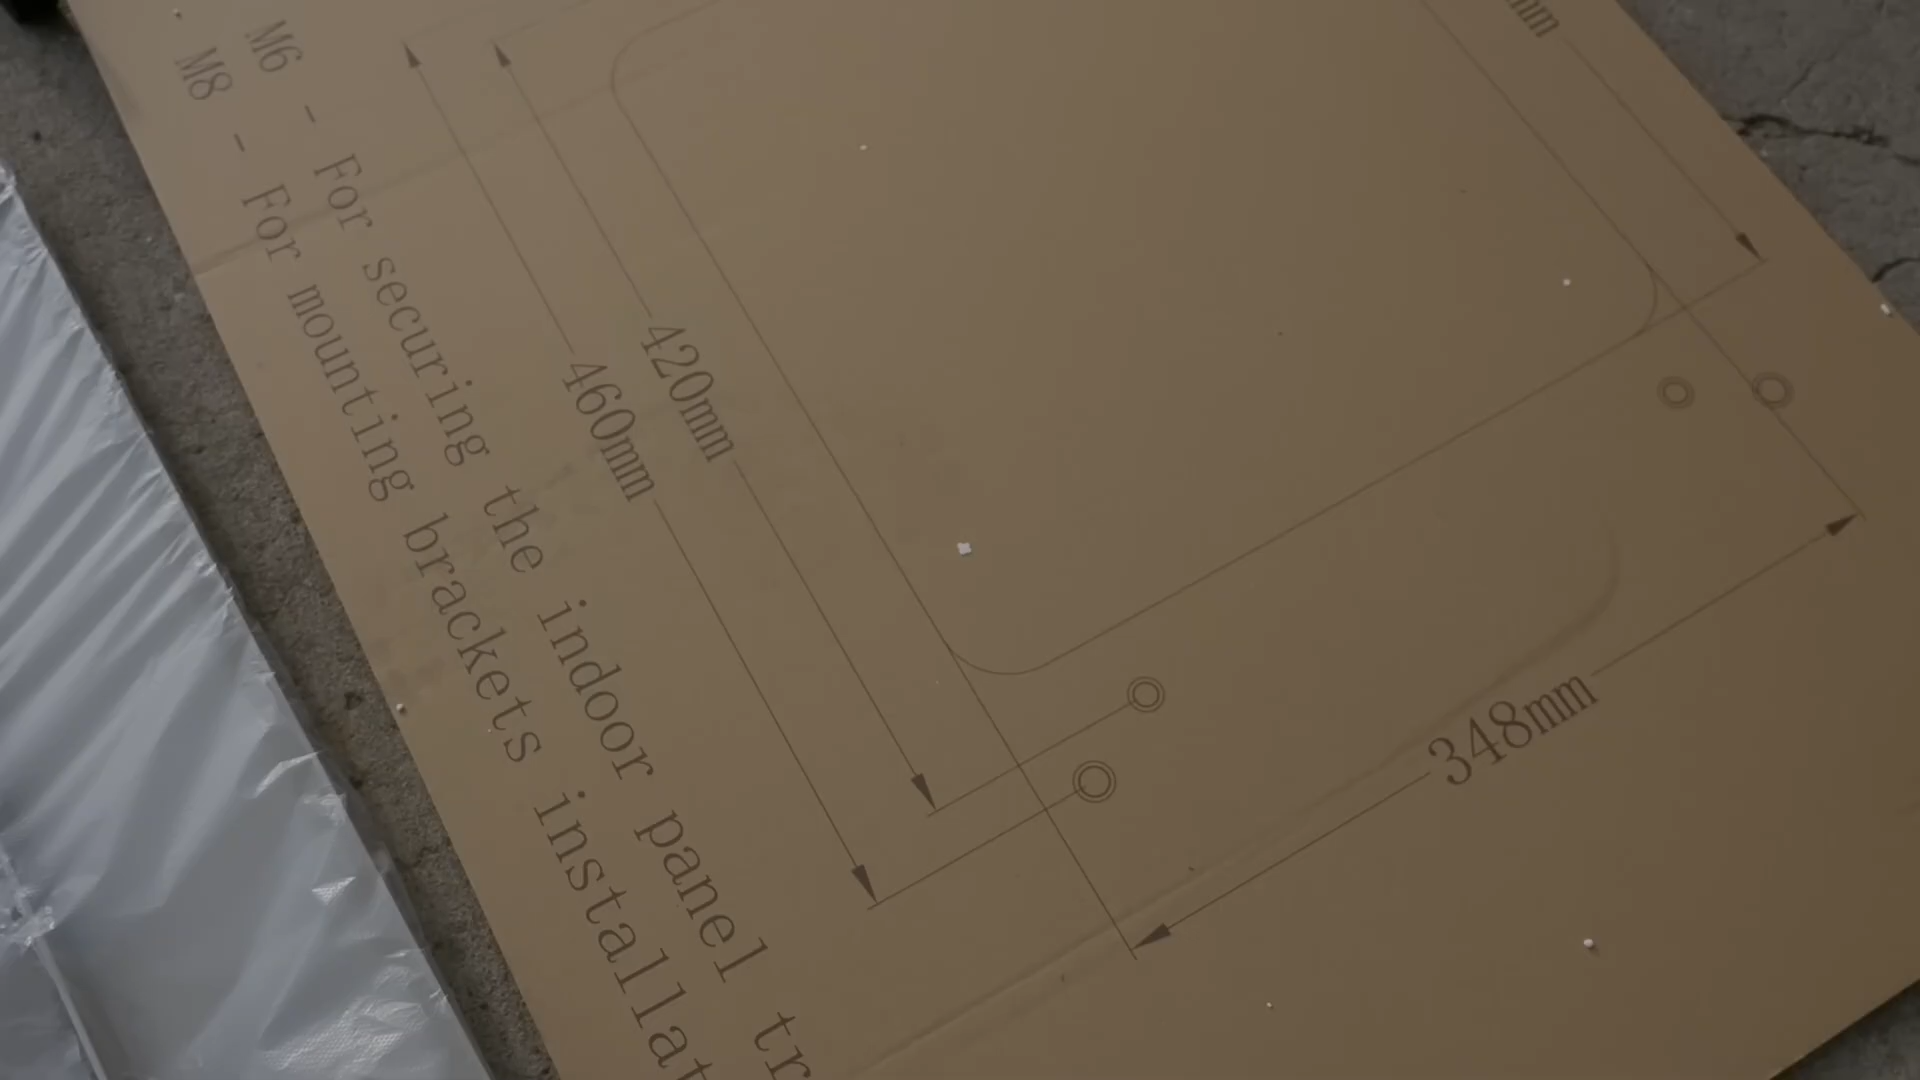 M6 - For securing the indoor panel
M8 - For mounting brackets
420mm
460mm
348mm